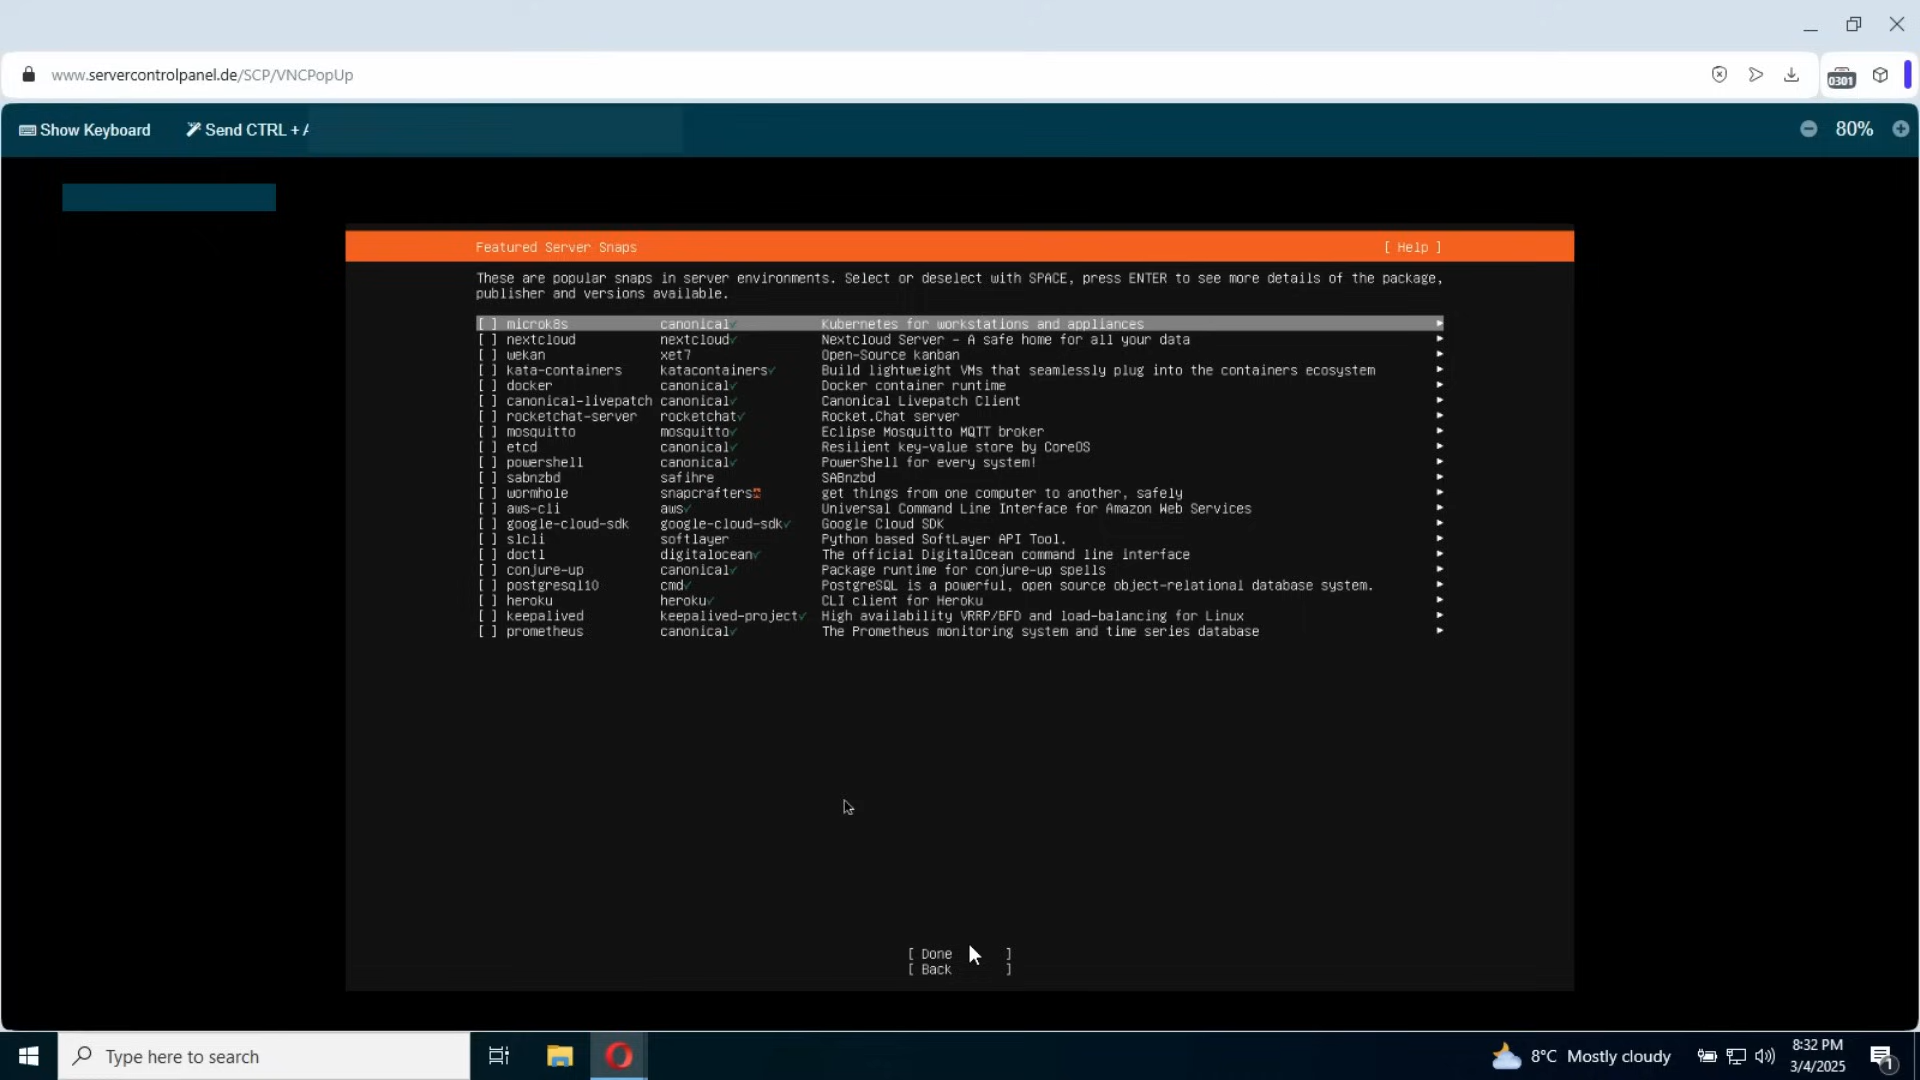 www.servercontrolpanel.de/SCP/VNCPopUp
0301
Show Keyboard
Send CTRL + A
80%
Featured Server Snaps
[ Help ]
These are popular snaps in server environments. Select or deselect with SPACE, press ENTER to see more details of the package,
publisher and versions available.
[ ] microk8s canonical✓ Kubernetes for workstations and appliances ▸
[ ] nextcloud nextcloud✓ Nextcloud Server – A safe home for all your data ▸
[ ] wekan xet7 Open-Source kanban ▸
[ ] kata-containers katacontainers✓ Build lightweight VMs that seamlessly plug into the containers ecosystem ▸
[ ] docker canonical✓ Docker container runtime ▸
[ ] canonical-livepatch canonical✓ Canonical Livepatch Client ▸
[ ] rocketchat-server rocketchat✓ Rocket.Chat server ▸
[ ] mosquitto mosquitto✓ Eclipse Mosquitto MQTT broker ▸
[ ] etcd canonical✓ Resilient key-value store by CoreOS ▸
[ ] powershell canonical✓ PowerShell for every system! ▸
[ ] sabnzbd safihre SABnzbd ▸
[ ] wormhole snapcrafters get things from one computer to another, safely ▸
[ ] aws-cli aws✓ Universal Command Line Interface for Amazon Web Services ▸
[ ] google-cloud-sdk google-cloud-sdk✓ Google Cloud SDK ▸
[ ] slcli softlayer Python based SoftLayer API Tool. ▸
[ ] doctl digitalocean✓ The official DigitalOcean command line interface ▸
[ ] conjure-up canonical✓ Package runtime for conjure-up spells ▸
[ ] postgresql10 cmd✓ PostgreSQL is a powerful, open source object-relational database system. ▸
[ ] heroku heroku✓ CLI client for Heroku ▸
[ ] keepalived keepalived-project✓ High availability VRRP/BFD and load-balancing for Linux ▸
[ ] prometheus canonical✓ The Prometheus monitoring system and time series database ▸
[ Done ]
[ Back ]
Type here to search
8°C Mostly cloudy
8:32 PM
3/4/2025
1